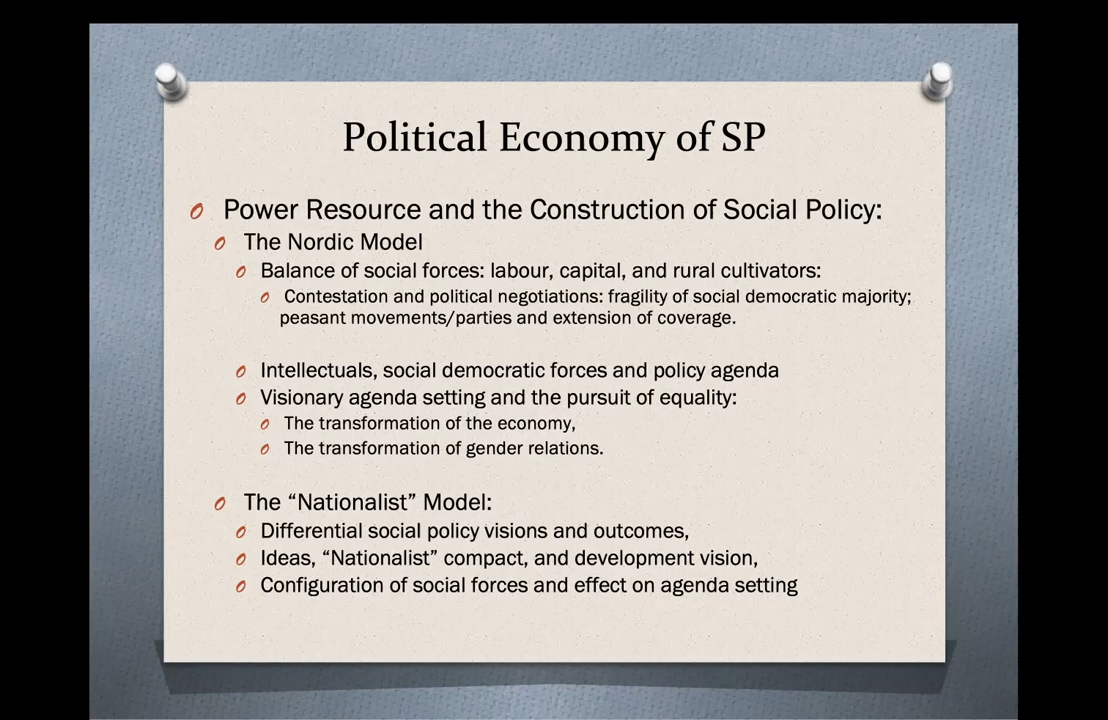 Political Economy of SP
Power Resource and the Construction of Social Policy:
The Nordic Model
Balance of social forces: labour, capital, and rural cultivators:
Contestation and political negotiations: fragility of social democratic majority;
peasant movements/parties and extension of coverage.
Intellectuals, social democratic forces and policy agenda
Visionary agenda setting and the pursuit of equality:
The transformation of the economy,
The transformation of gender relations.
The “Nationalist” Model:
Differential social policy visions and outcomes,
Ideas, “Nationalist” compact, and development vision,
Configuration of social forces and effect on agenda setting